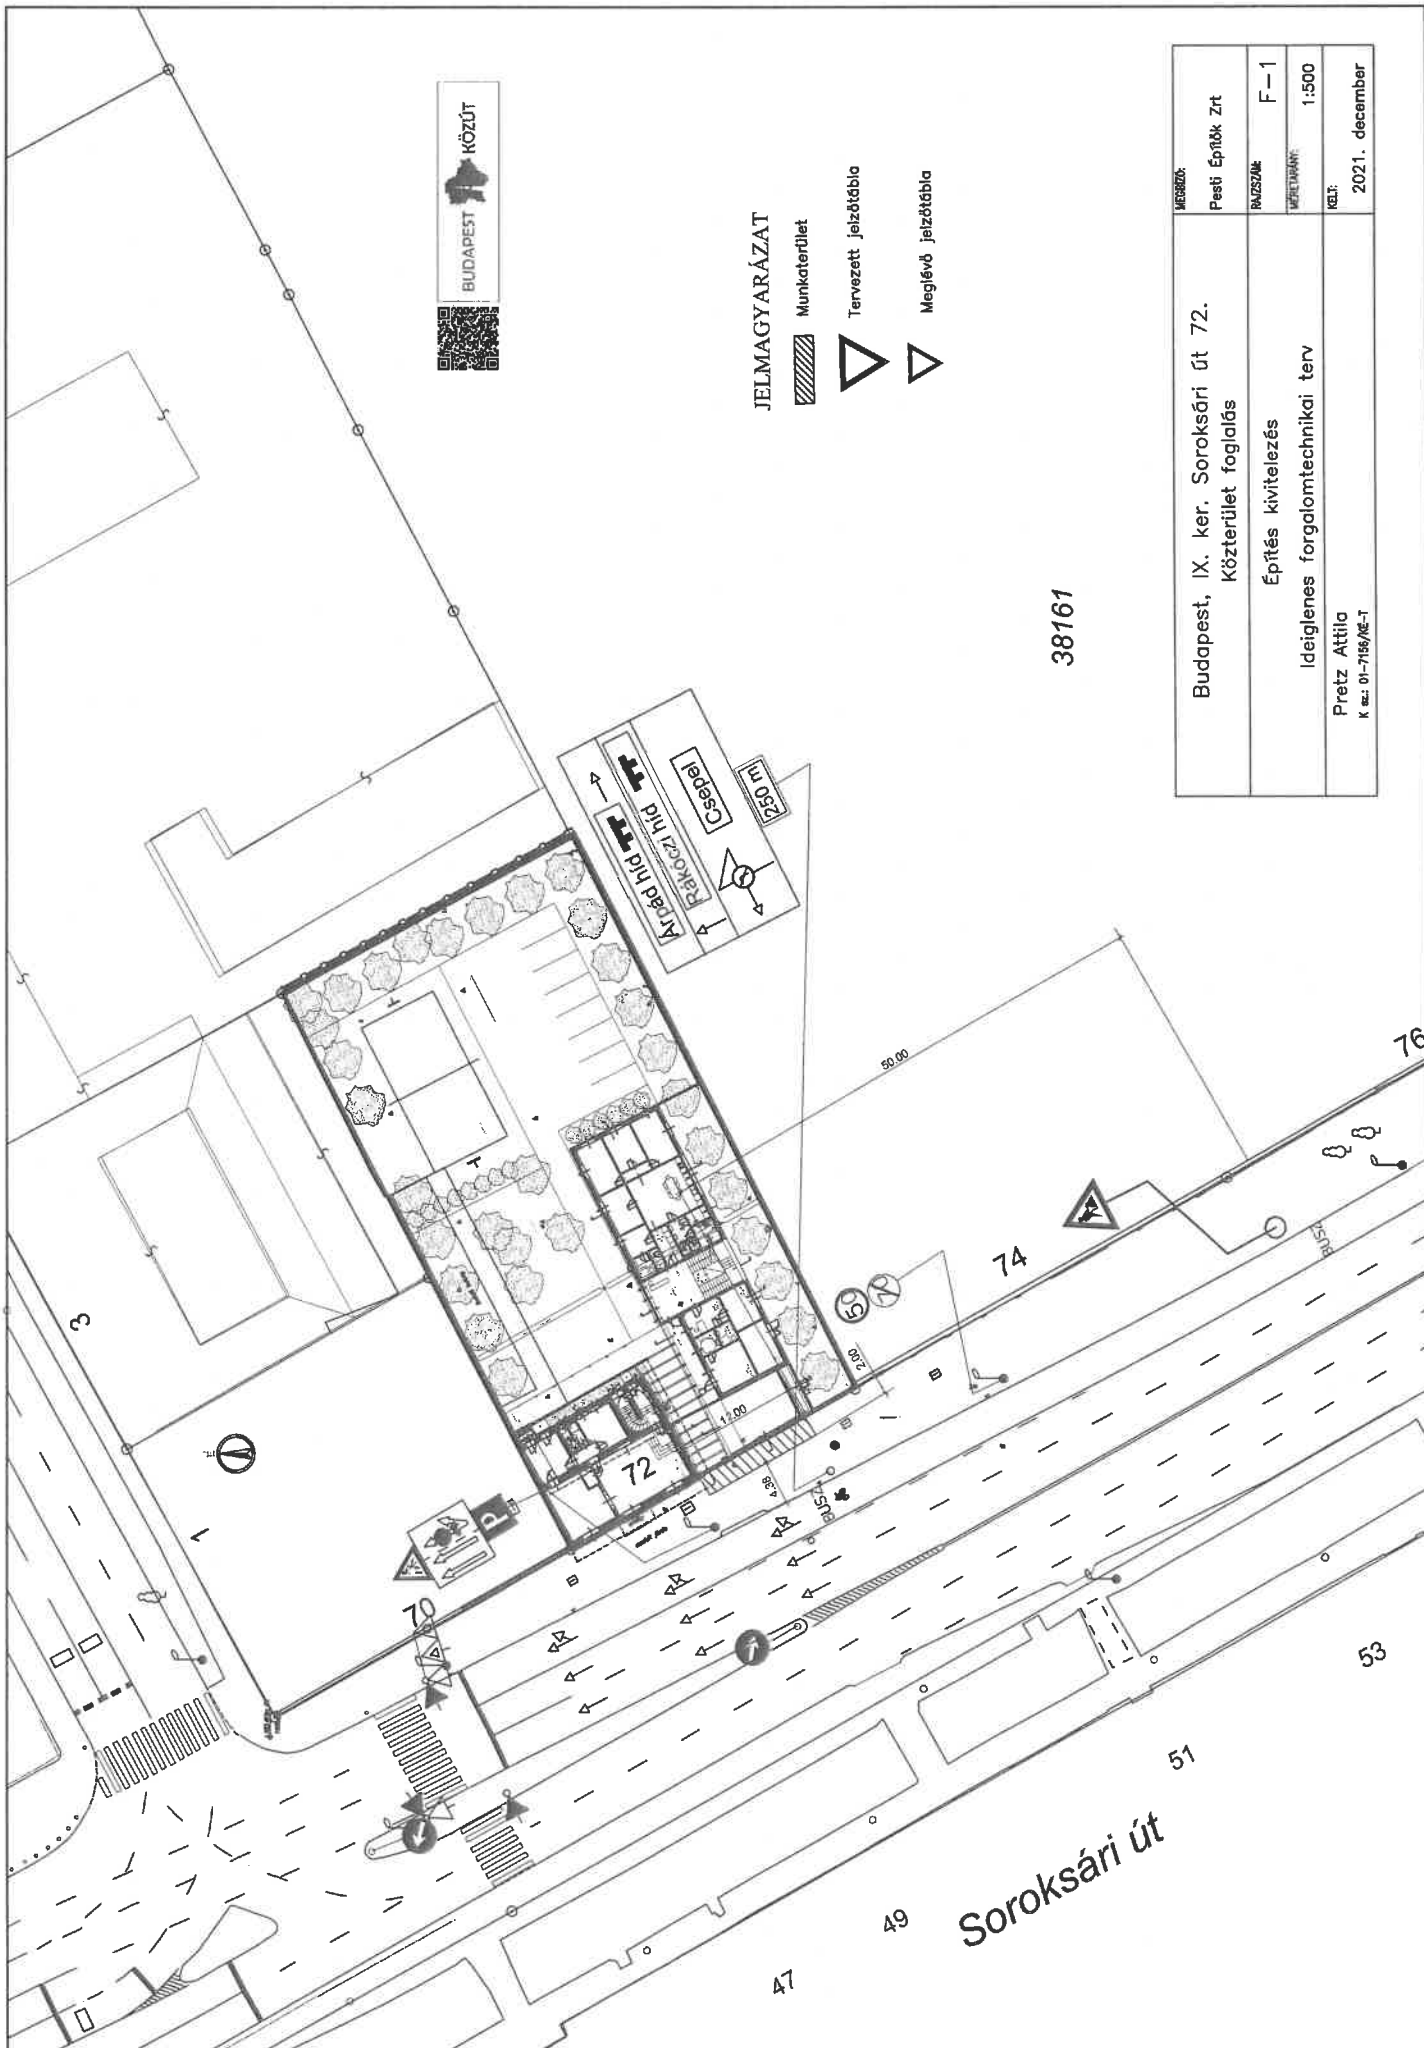 BUDAPEST KÖZÚT
JELMAGYARÁZAT
Munkaterület
Tervezett jelzőtábla
Meglévő jelzőtábla
38161
Árpád híd
Rákóczi híd
Csepel
250 m
50.00
12.00
2.00
4.38
50
70
BUSZ
BUSZ
P
1
3
70
72
74
76
47
49
51
53
Soroksári út
Budapest, IX. ker. Soroksári út 72.
Közterület foglalás
Építés kivitelezés
Ideiglenes forgalomtechnikai terv
Pretz Attila
K sz.: 01-7156/KÉ-T
MEGBÍZÓ:
Pesti Építők Zrt
RAJZSZÁM:
F-1
MÉRETARÁNY:
1:500
KELT:
2021. december